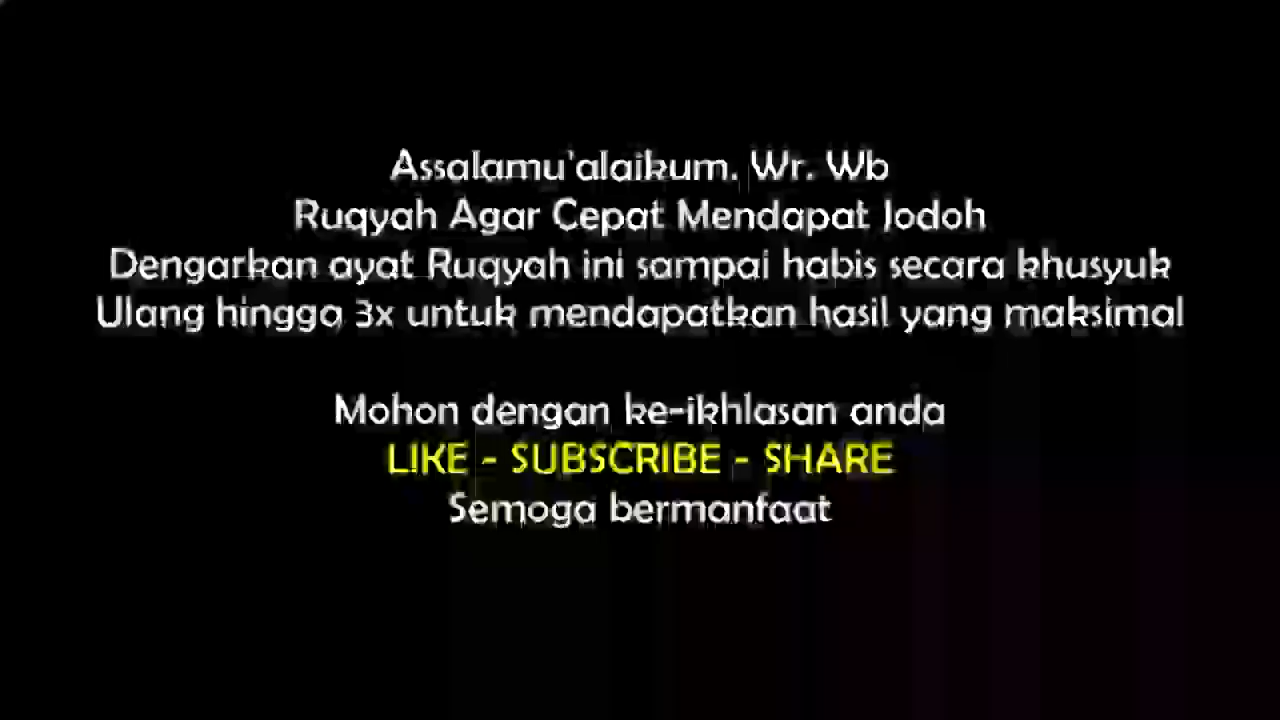 Assalamu'alaikum. Wr. Wb
Ruqyah Agar Cepat Mendapat Jodoh
Dengarkan ayat Ruqyah ini sampai habis secara khusyuk
Ulang hingga 3x untuk mendapatkan hasil yang maksimal
Mohon dengan ke-ikhlasan anda
LIKE - SUBSCRIBE - SHARE
Semoga bermanfaat